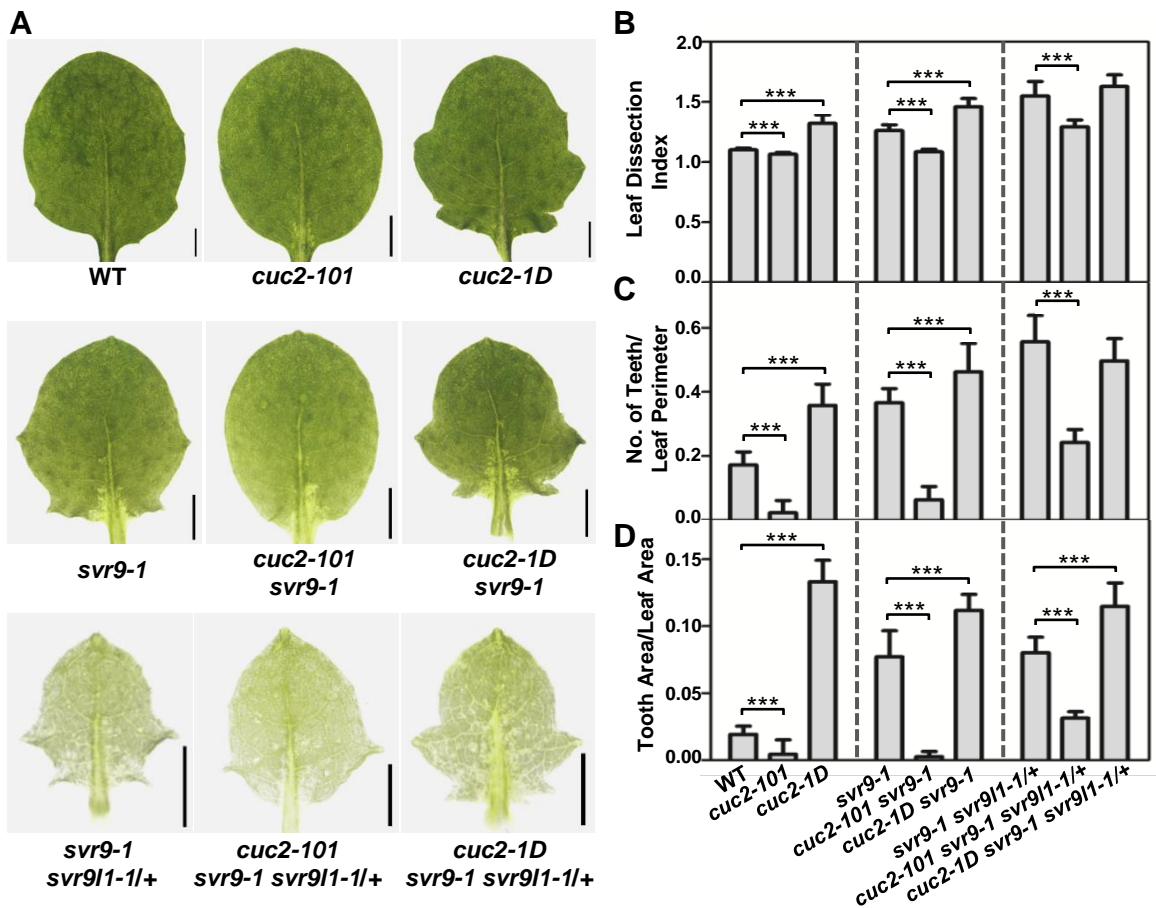 A
WT
cuc2-101
cuc2-1D
svr9-1
cuc2-101
svr9-1
cuc2-1D
svr9-1
svr9-1
svr9l1-1/+
cuc2-101
svr9-1 svr9l1-1/+
cuc2-1D
svr9-1 svr9l1-1/+
B
Leaf Dissection
Index
2.0
1.5
1.0
0.5
0.0
***
***
***
***
***
C
No. of Teeth/
Leaf Perimeter
0.6
0.4
0.2
0.0
***
***
***
***
***
D
Tooth Area/Leaf Area
0.15
0.10
0.05
0.00
***
***
***
***
***
***
WT
cuc2-101
cuc2-1D
svr9-1
cuc2-101 svr9-1
cuc2-1D svr9-1
svr9-1 svr9l1-1/+
cuc2-101 svr9-1 svr9l1-1/+
cuc2-1D svr9-1 svr9l1-1/+